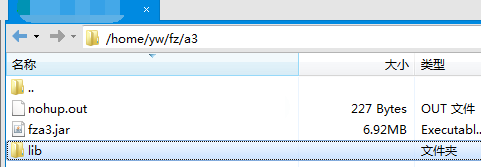 /home/yw/fz/a3
名称 大小 类型
..
nohup.out 227 Bytes OUT 文件
fza3.jar 6.92MB Executabl...
lib 文件夹